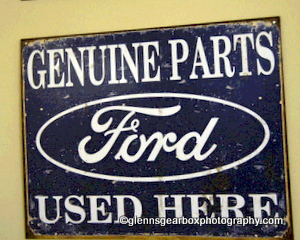 GENUINE PARTS
Ford
USED HERE
©glennsgearboxphotography.com